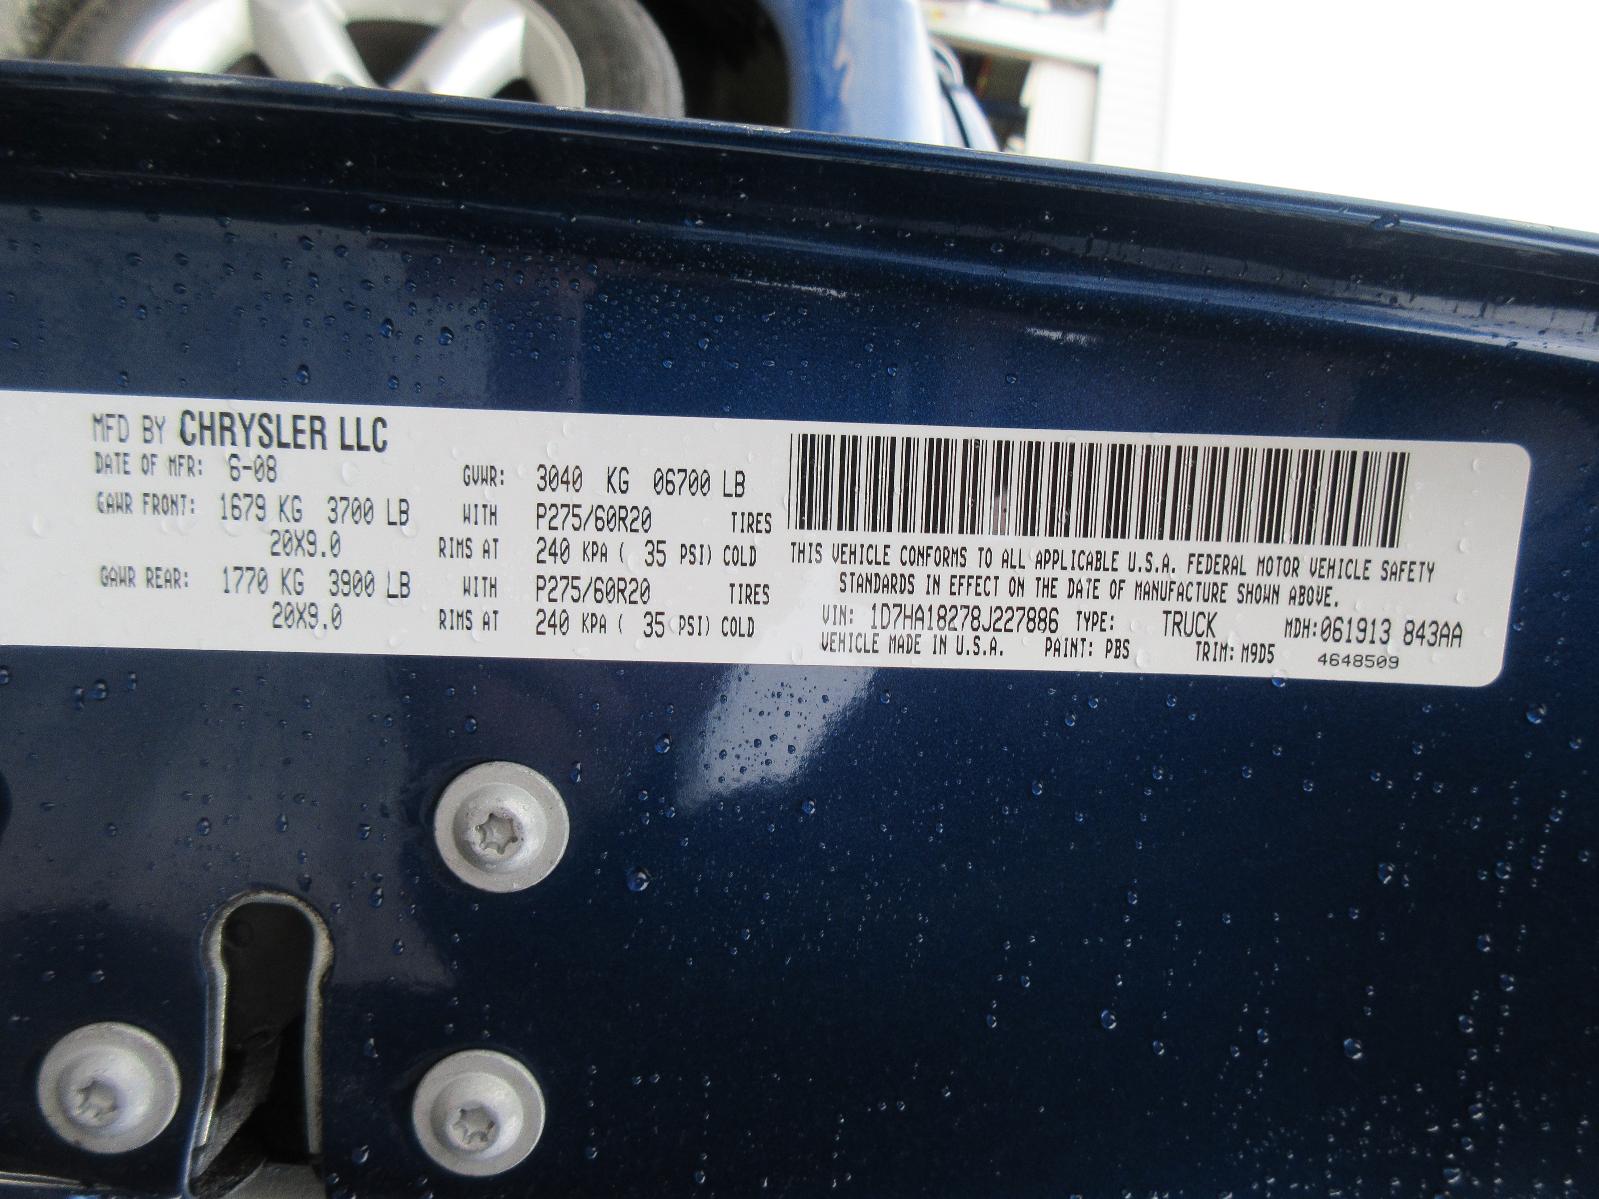 MFD BY CHRYSLER LLC
DATE OF MFR: 6-08 GVWR: 3040 KG 06700 LB
GAWR FRONT: 1679 KG 3700 LB WITH P275/60R20 TIRES
20X9.0 RIMS AT 240 KPA ( 35 PSI) COLD
GAWR REAR: 1770 KG 3900 LB WITH P275/60R20 TIRES
20X9.0 RIMS AT 240 KPA ( 35 PSI) COLD
THIS VEHICLE CONFORMS TO ALL APPLICABLE U.S.A. FEDERAL MOTOR VEHICLE SAFETY
STANDARDS IN EFFECT ON THE DATE OF MANUFACTURE SHOWN ABOVE.
VIN: 1D7HA18278J227886 TYPE: TRUCK MDH:061913 843AA
VEHICLE MADE IN U.S.A. PAINT: PBS TRIM: M9D5 4648509